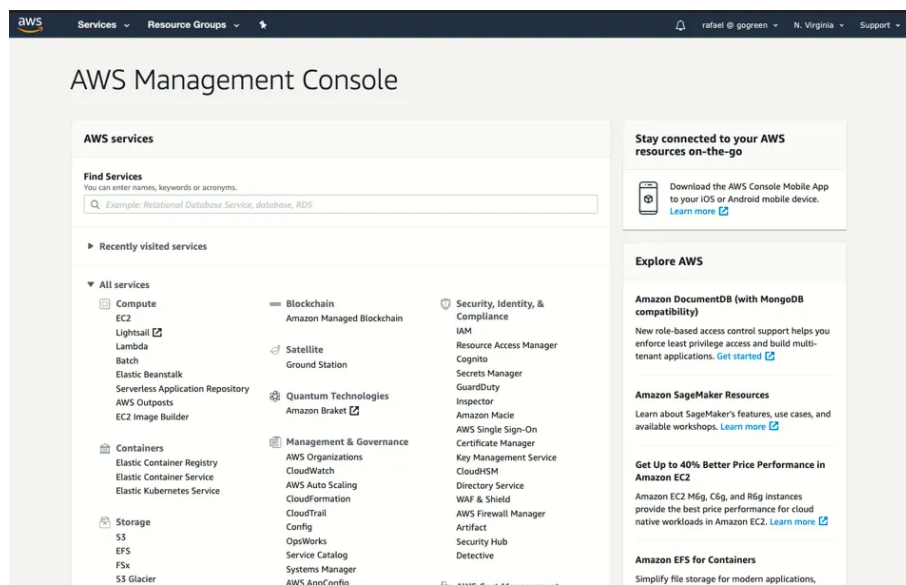 aws
Services
Resource Groups
rafael @ gogreen
N. Virginia
Support
AWS Management Console
AWS services
Find Services
You can enter names, keywords or acronyms.
Example: Relational Database Service, database, RDS
Recently visited services
All services
Compute
EC2
Lightsail
Lambda
Batch
Elastic Beanstalk
Serverless Application Repository
AWS Outposts
EC2 Image Builder
Containers
Elastic Container Registry
Elastic Container Service
Elastic Kubernetes Service
Storage
S3
EFS
FSx
S3 Glacier
Blockchain
Amazon Managed Blockchain
Satellite
Ground Station
Quantum Technologies
Amazon Braket
Management & Governance
AWS Organizations
CloudWatch
AWS Auto Scaling
CloudFormation
CloudTrail
Config
OpsWorks
Service Catalog
Systems Manager
AWS AppConfig
Security, Identity, &
Compliance
IAM
Resource Access Manager
Cognito
Secrets Manager
GuardDuty
Inspector
Amazon Macie
AWS Single Sign-On
Certificate Manager
Key Management Service
CloudHSM
Directory Service
WAF & Shield
AWS Firewall Manager
Artifact
Security Hub
Detective
AWS Cost Management
Stay connected to your AWS
resources on-the-go
Download the AWS Console Mobile App
to your iOS or Android mobile device.
Learn more
Explore AWS
Amazon DocumentDB (with MongoDB
compatibility)
New role-based access control support helps you
enforce least privilege access and build multi-
tenant applications. Get started
Amazon SageMaker Resources
Learn about SageMaker's features, use cases, and
available workshops. Learn more
Get Up to 40% Better Price Performance in
Amazon EC2
Amazon EC2 M6g, C6g, and R6g instances
provide the best price performance for cloud
native workloads in Amazon EC2. Learn more
Amazon EFS for Containers
Simplify file storage for modern applications,